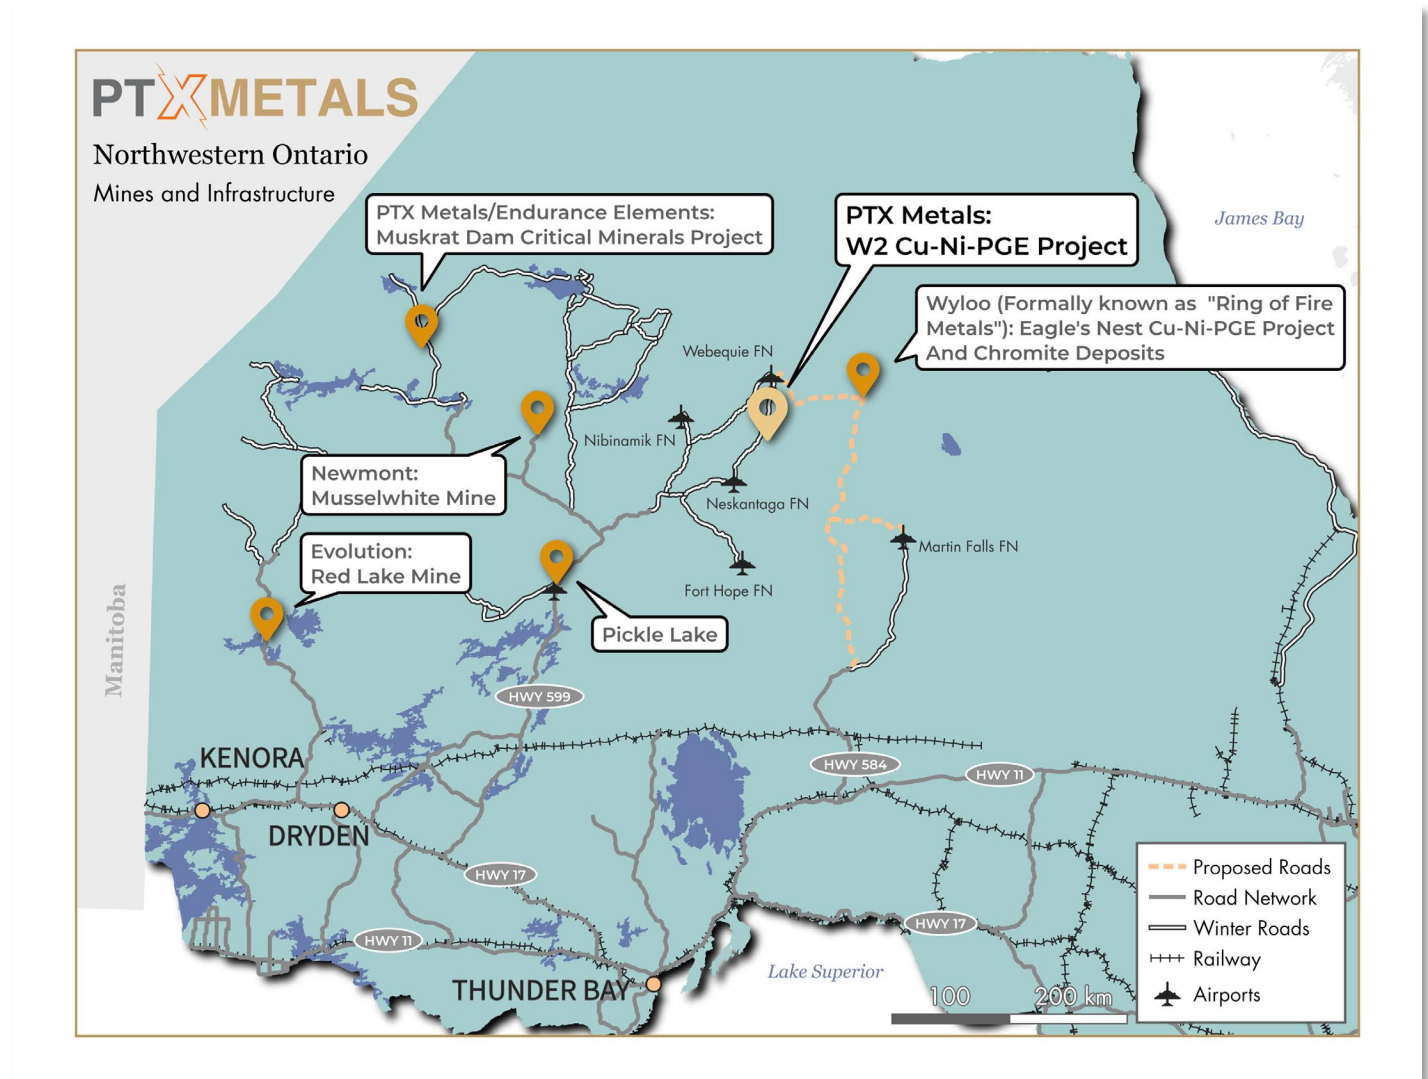 PTXMETALS
Northwestern Ontario
Mines and Infrastructure
PTX Metals/Endurance Elements:
Muskrat Dam Critical Minerals Project
PTX Metals:
W2 Cu-Ni-PGE Project
James Bay
Wyloo (Formally known as "Ring of Fire
Metals"): Eagle's Nest Cu-Ni-PGE Project
And Chromite Deposits
Webequie FN
Nibinamik FN
Newmont:
Musselwhite Mine
Neskantaga FN
Evolution:
Red Lake Mine
Martin Falls FN
Fort Hope FN
Pickle Lake
Manitoba
HWY 599
KENORA
HWY 584
HWY 11
DRYDEN
HWY 17
HWY 11
HWY 17
THUNDER BAY
Lake Superior
100
200 km
Proposed Roads
Road Network
Winter Roads
Railway
Airports